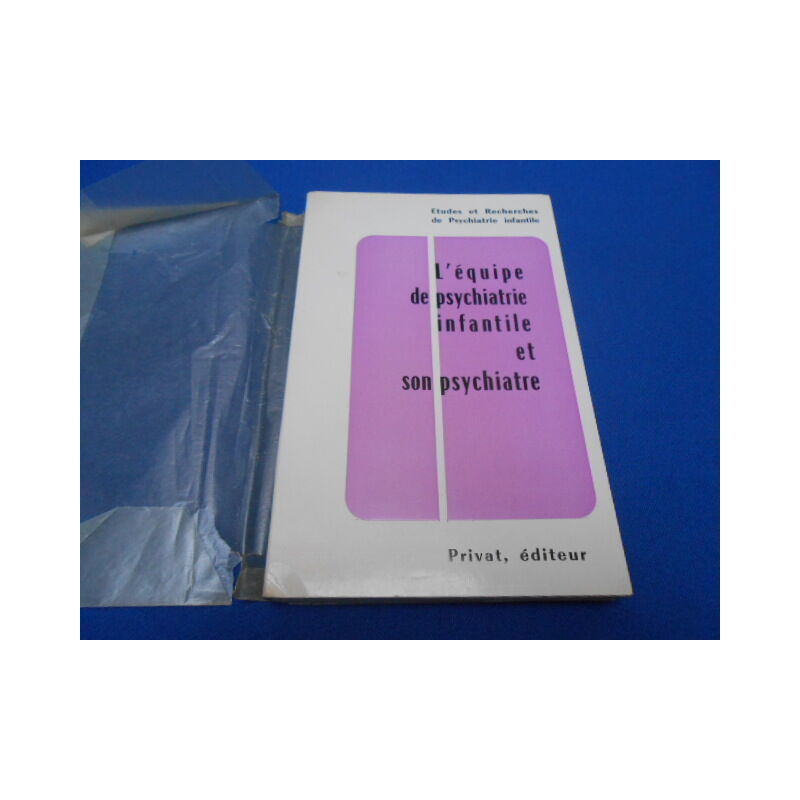 Etudes et Recherches
de Psychiatrie infantile
L'équipe
de psychiatrie
infantile
et
son psychiatre
Privat, éditeur